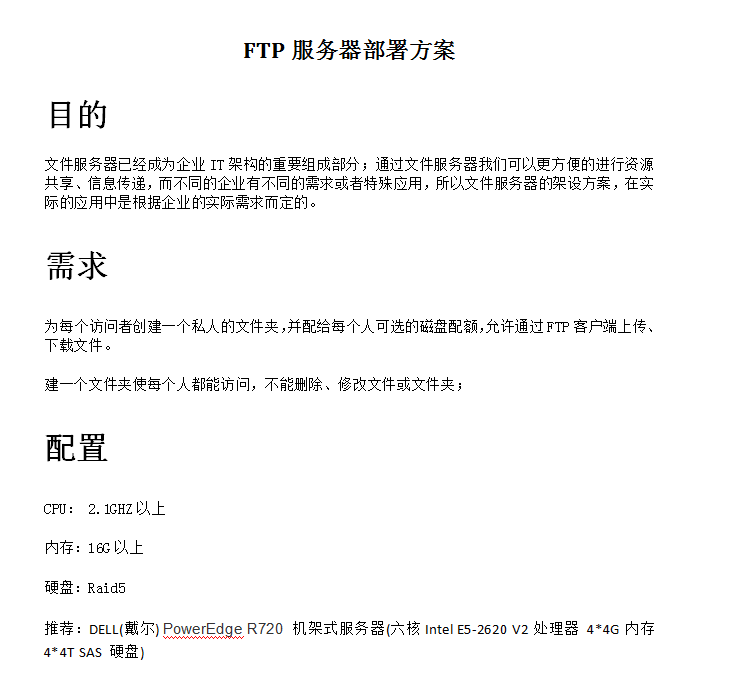 FTP 服务器部署方案
目的
文件服务器已经成为企业 IT 架构的重要组成部分；通过文件服务器我们可以更方便的进行资源
共享、信息传递，而不同的企业有不同的需求或者特殊应用，所以文件服务器的架设方案，在实
际的应用中是根据企业的实际需求而定的。
需求
为每个访问者创建一个私人的文件夹,并配给每个人可选的磁盘配额,允许通过 FTP 客户端上传、
下载文件。
建一个文件夹使每个人都能访问，不能删除、修改文件或文件夹；
配置
CPU： 2.1GHZ 以上
内存：16G 以上
硬盘：Raid5
推荐：DELL(戴尔) PowerEdge R720 机架式服务器(六核 Intel E5-2620 V2 处理器 4*4G 内存
4*4T SAS 硬盘)